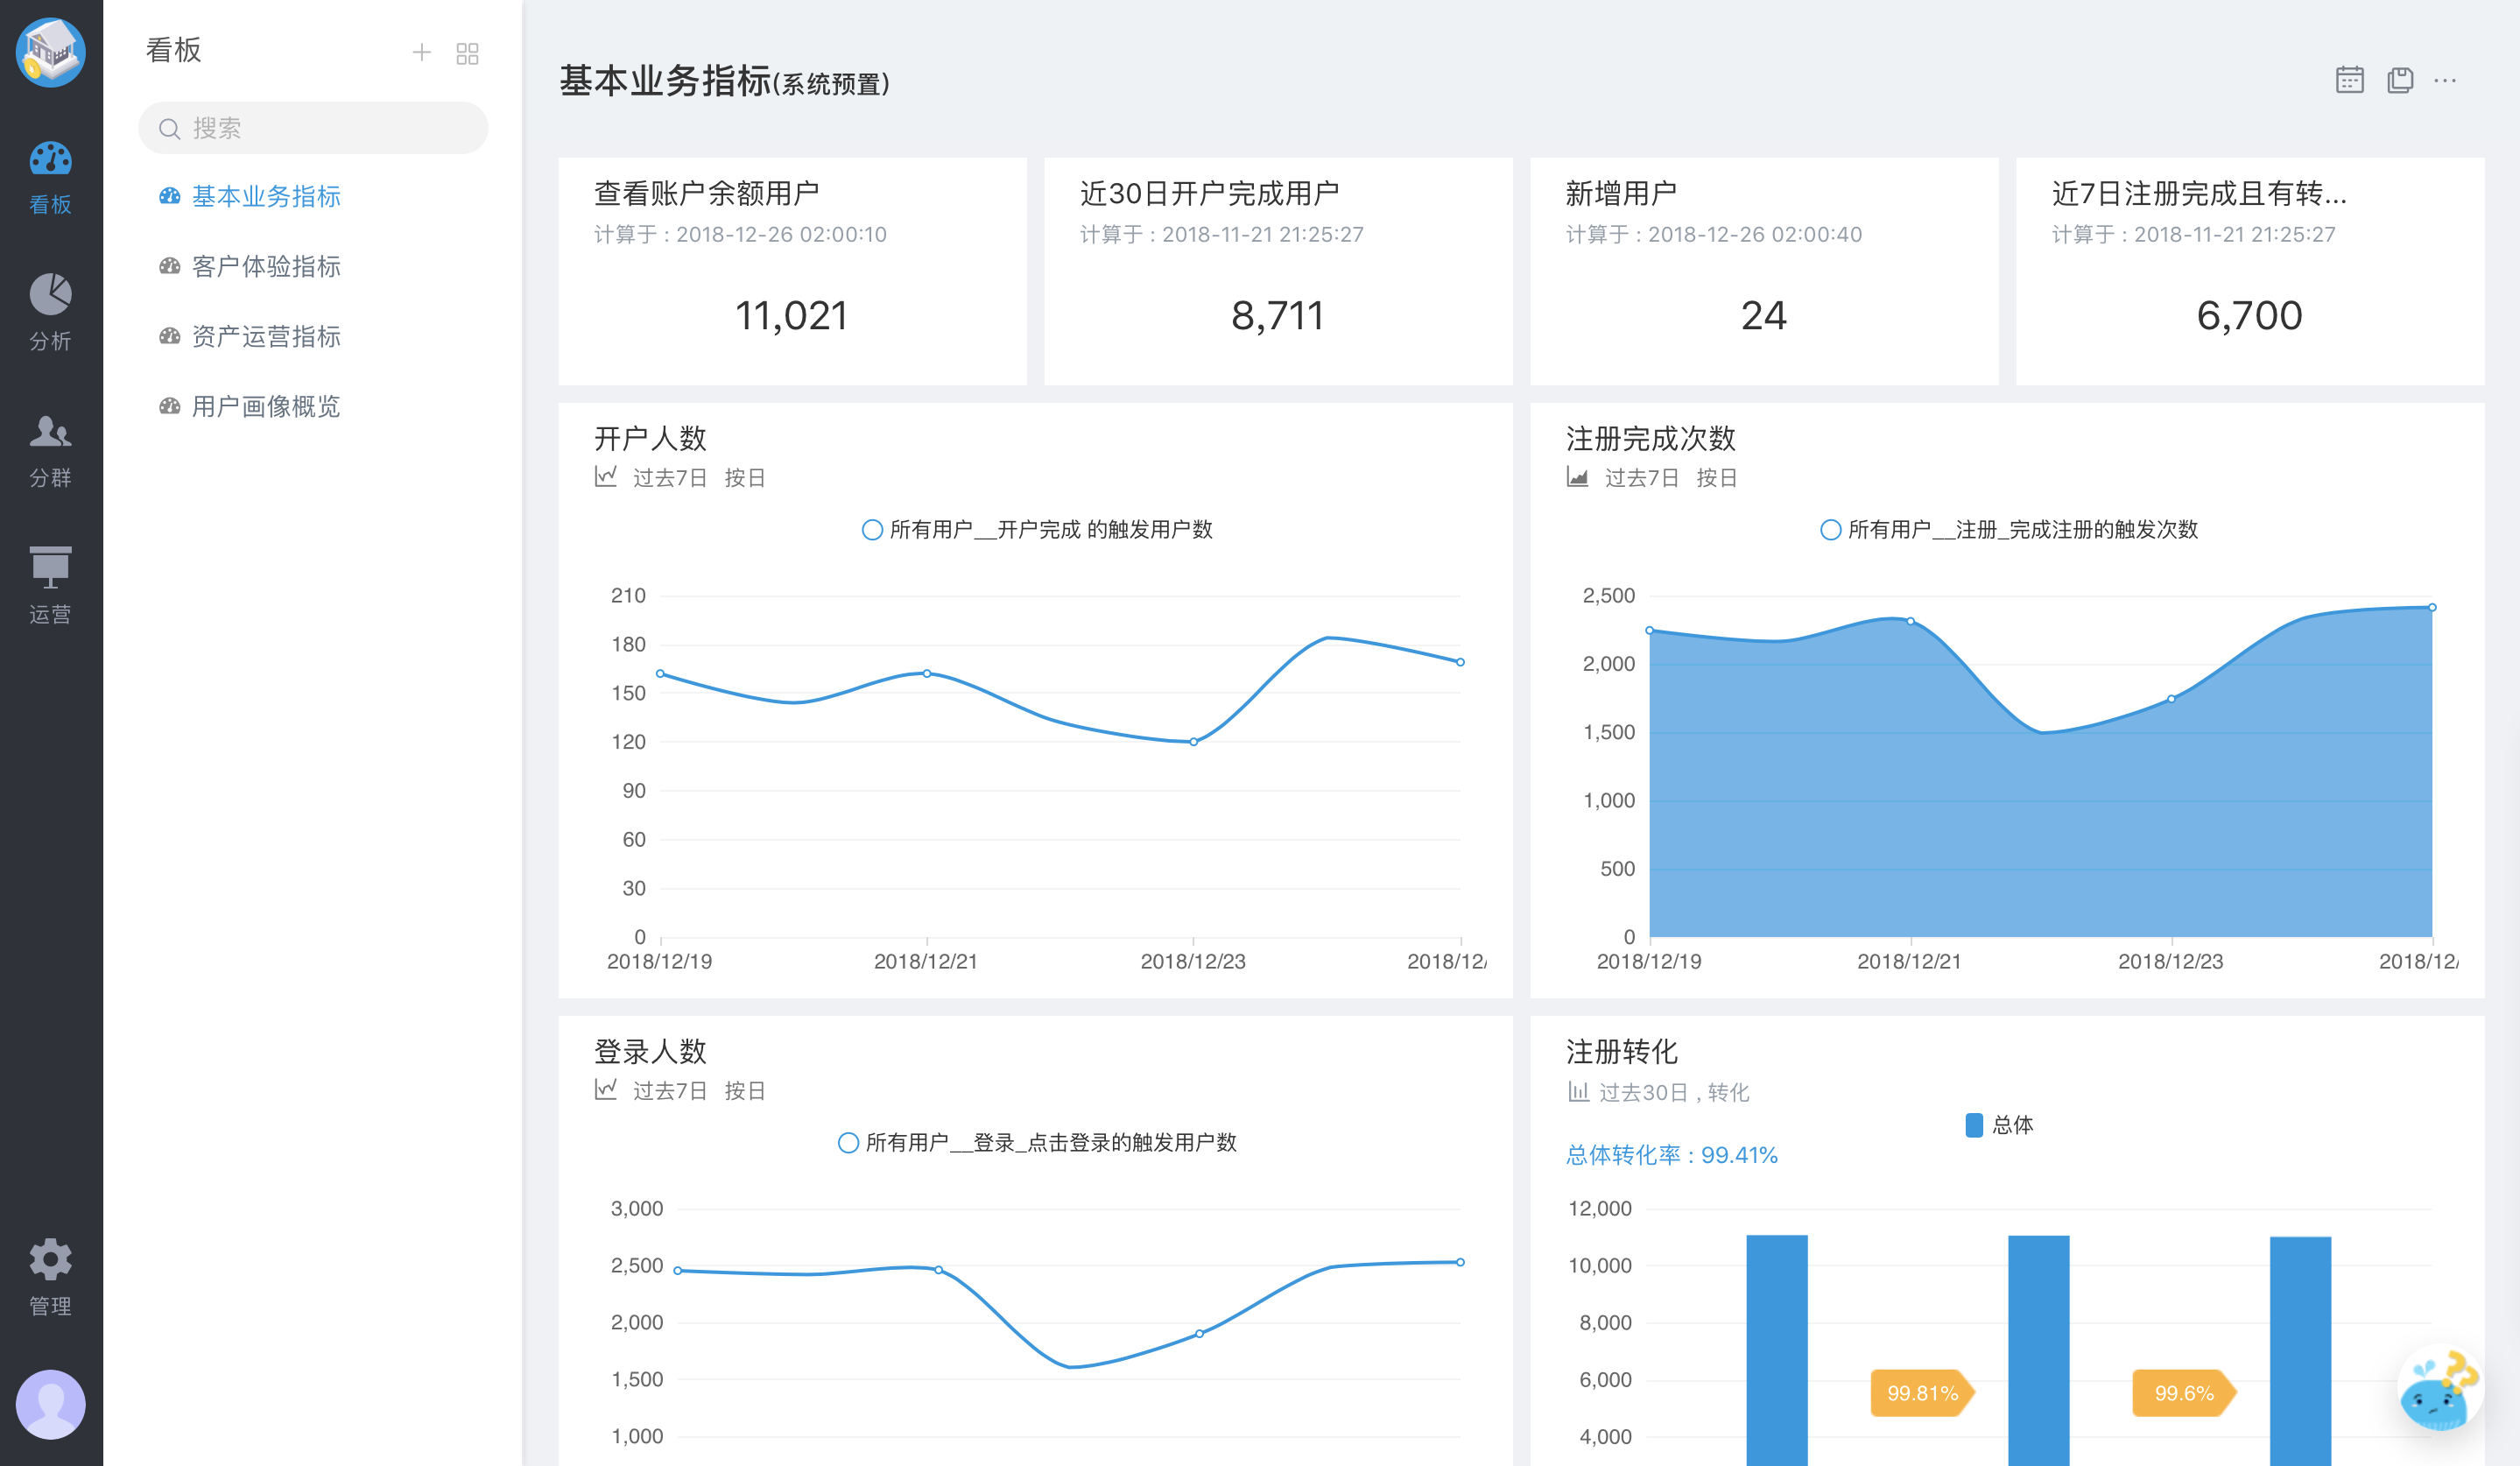 看板
分析
分群
运营
管理
看板
搜索
基本业务指标
客户体验指标
资产运营指标
用户画像概览
基本业务指标(系统预置)
查看账户余额用户
计算于 : 2018-12-26 02:00:10
11,021
近30日开户完成用户
计算于 : 2018-11-21 21:25:27
8,711
新增用户
计算于 : 2018-12-26 02:00:40
24
近7日注册完成且有转...
计算于 : 2018-11-21 21:25:27
6,700
开户人数
过去7日 按日
所有用户__开户完成 的触发用户数
210
180
150
120
90
60
30
0
2018/12/19 2018/12/21 2018/12/23 2018/12/
注册完成次数
过去7日 按日
所有用户__注册_完成注册的触发次数
2,500
2,000
1,500
1,000
500
0
2018/12/19 2018/12/21 2018/12/23 2018/12/
登录人数
过去7日 按日
所有用户__登录_点击登录的触发用户数
3,000
2,500
2,000
1,500
1,000
注册转化
过去30日 , 转化
总体
总体转化率 : 99.41%
12,000
10,000
8,000
6,000
4,000
99.81% 99.6%